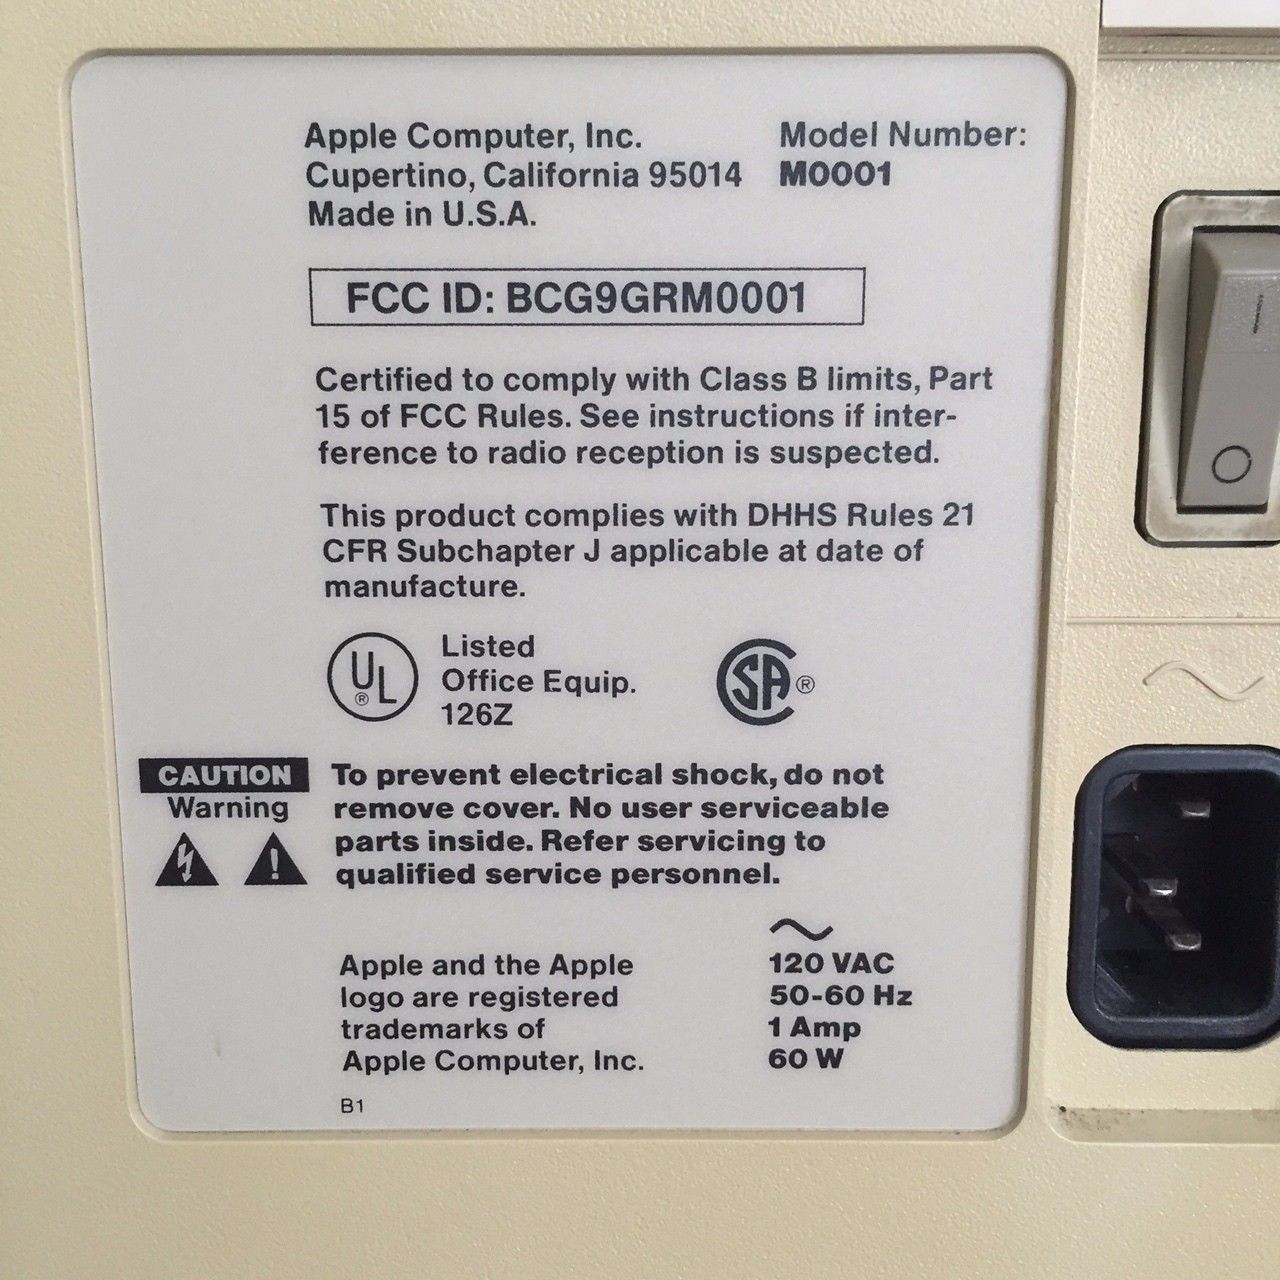 Apple Computer, Inc.
Cupertino, California 95014
Made in U.S.A.
Model Number:
M0001
FCC ID: BCG9GRM0001
Certified to comply with Class B limits, Part
15 of FCC Rules. See instructions if inter-
ference to radio reception is suspected.
This product complies with DHHS Rules 21
CFR Subchapter J applicable at date of
manufacture.
UL ®
Listed
Office Equip.
126Z
SA ®
CAUTION
Warning
To prevent electrical shock, do not
remove cover. No user serviceable
parts inside. Refer servicing to
qualified service personnel.
Apple and the Apple
logo are registered
trademarks of
Apple Computer, Inc.
120 VAC
50-60 Hz
1 Amp
60 W
B1